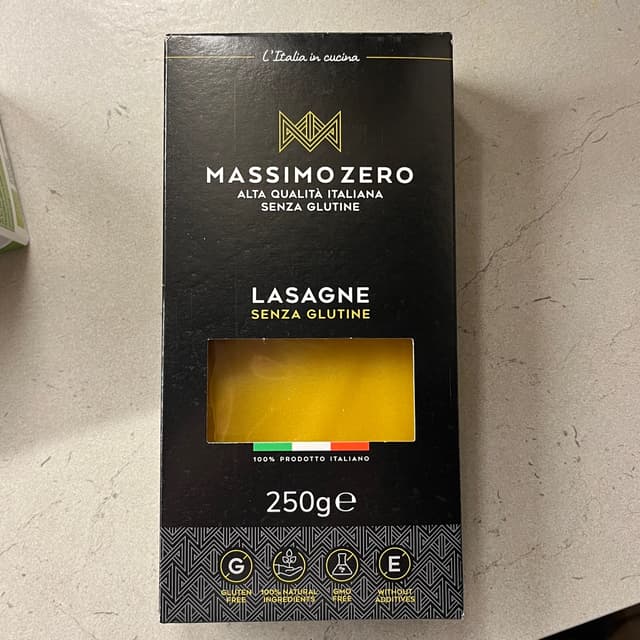 L'Italia in cucina
MASSIMO ZERO
ALTA QUALITÀ ITALIANA
SENZA GLUTINE
LASAGNE
SENZA GLUTINE
100% PRODOTTO ITALIANO
250g℮
G
E
GLUTEN
FREE
100% NATURAL
INGREDIENTS
GMO
FREE
WITHOUT
ADDITIVES